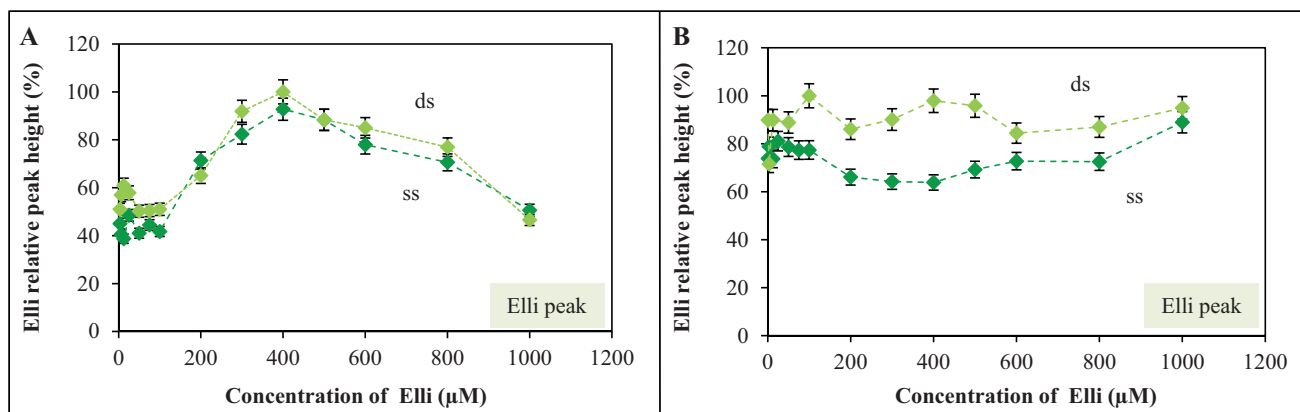 A
Elli relative peak height (%)
120
100
80
60
40
20
0
ds
ss
Elli peak
0 200 400 600 800 1000 1200
Concentration of Elli (µM)
B
Elli relative peak height (%)
120
100
80
60
40
20
0
ds
ss
Elli peak
0 200 400 600 800 1000 1200
Concentration of Elli (µM)